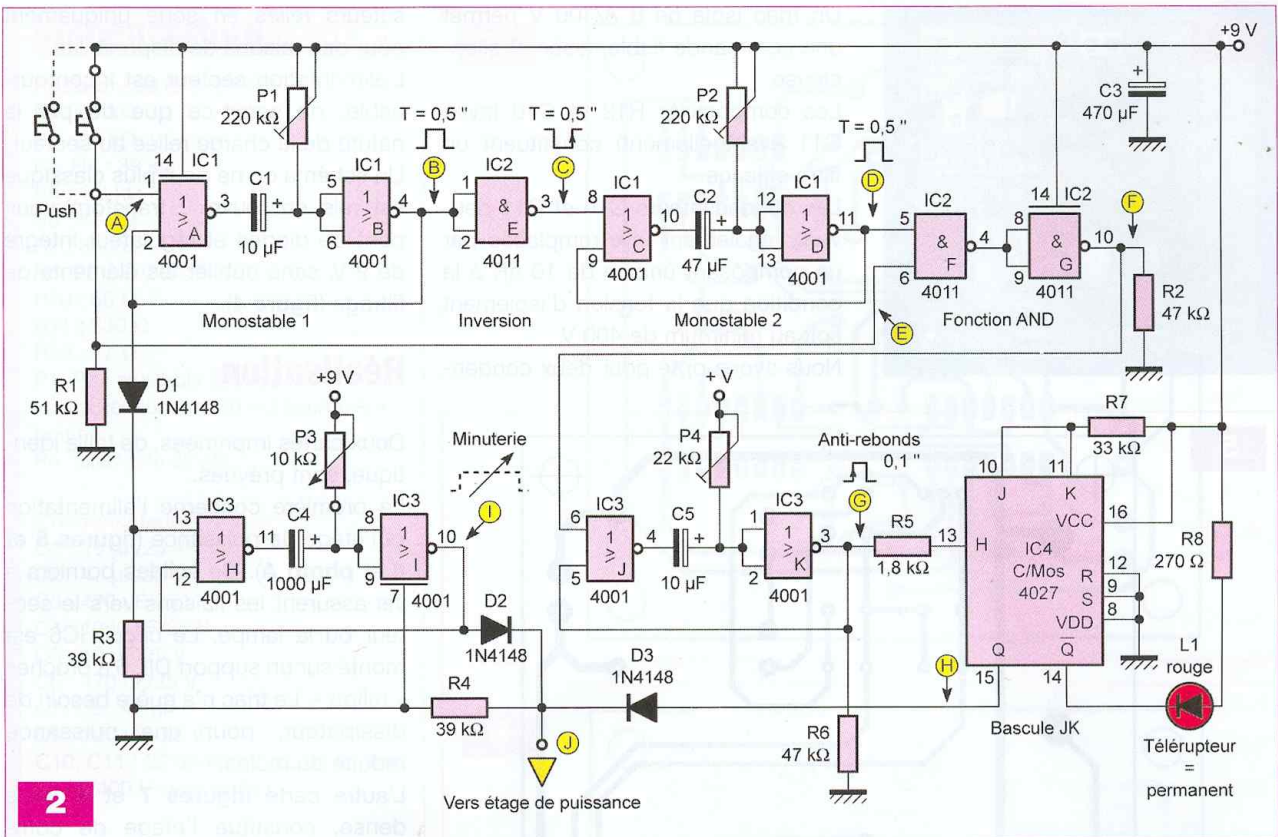 +9 V
P1
220 kΩ
P2
220 kΩ
C3
+
470 µF
T = 0,5 "
T = 0,5 "
T = 0,5 "
Push
A
14
IC1
1
2
3
1
≥
A
4001
C1
+
10 µF
IC1
5
6
4
1
≥
B
4001
B
IC2
1
2
3
&
E
4011
C
IC1
8
9
10
1
≥
C
4001
C2
+
47 µF
IC1
12
13
11
1
≥
D
4001
D
IC2
5
6
4
&
F
4011
14
IC2
8
9
10
&
G
4011
F
R2
47 kΩ
Monostable 1
Inversion
Monostable 2
E
Fonction AND
R1
51 kΩ
D1
1N4148
+9 V
P3
10 kΩ
Minuterie
+ V
P4
22 kΩ
Anti-rebonds
0,1 "
G
R7
33 kΩ
IC3
13
12
11
1
≥
H
4001
C4
+
1000 µF
IC3
8
9
10
7
1
≥
I
4001
I
IC3
6
5
4
1
≥
J
4001
C5
+
10 µF
IC3
1
2
3
1
≥
K
4001
R5
1,8 kΩ
13
10
11
J
K
VCC
16
H
IC4
C/Mos
4027
R
12
S
9
VDD
8
Q
Q
15
14
R8
270 Ω
L1
rouge
R3
39 kΩ
D2
1N4148
D3
1N4148
H
R4
39 kΩ
J
R6
47 kΩ
Bascule JK
Télérupteur
=
permanent
Vers étage de puissance
2